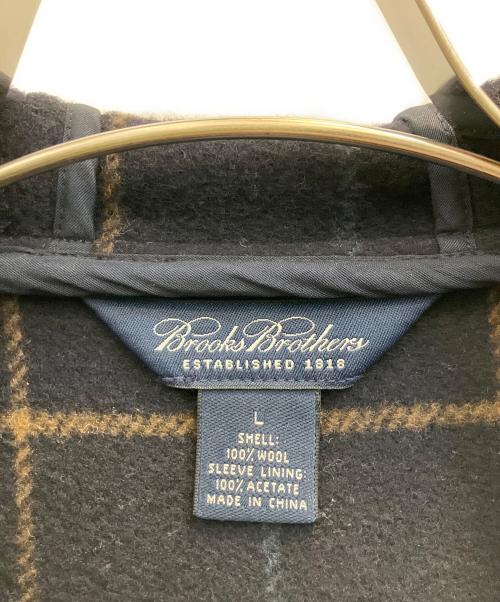 Brooks Brothers
ESTABLISHED 1818
L
SHELL:
100% WOOL
SLEEVE LINING:
100% ACETATE
MADE IN CHINA